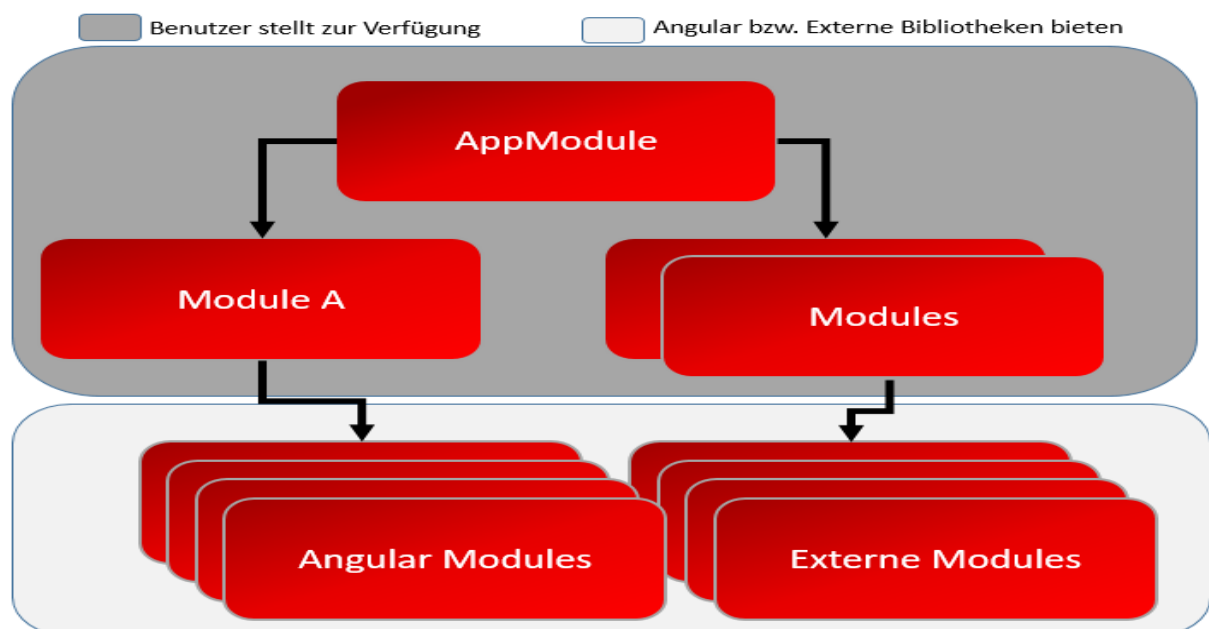 Benutzer stellt zur Verfügung
Angular bzw. Externe Bibliotheken bieten
AppModule
Module A
Modules
Angular Modules
Externe Modules